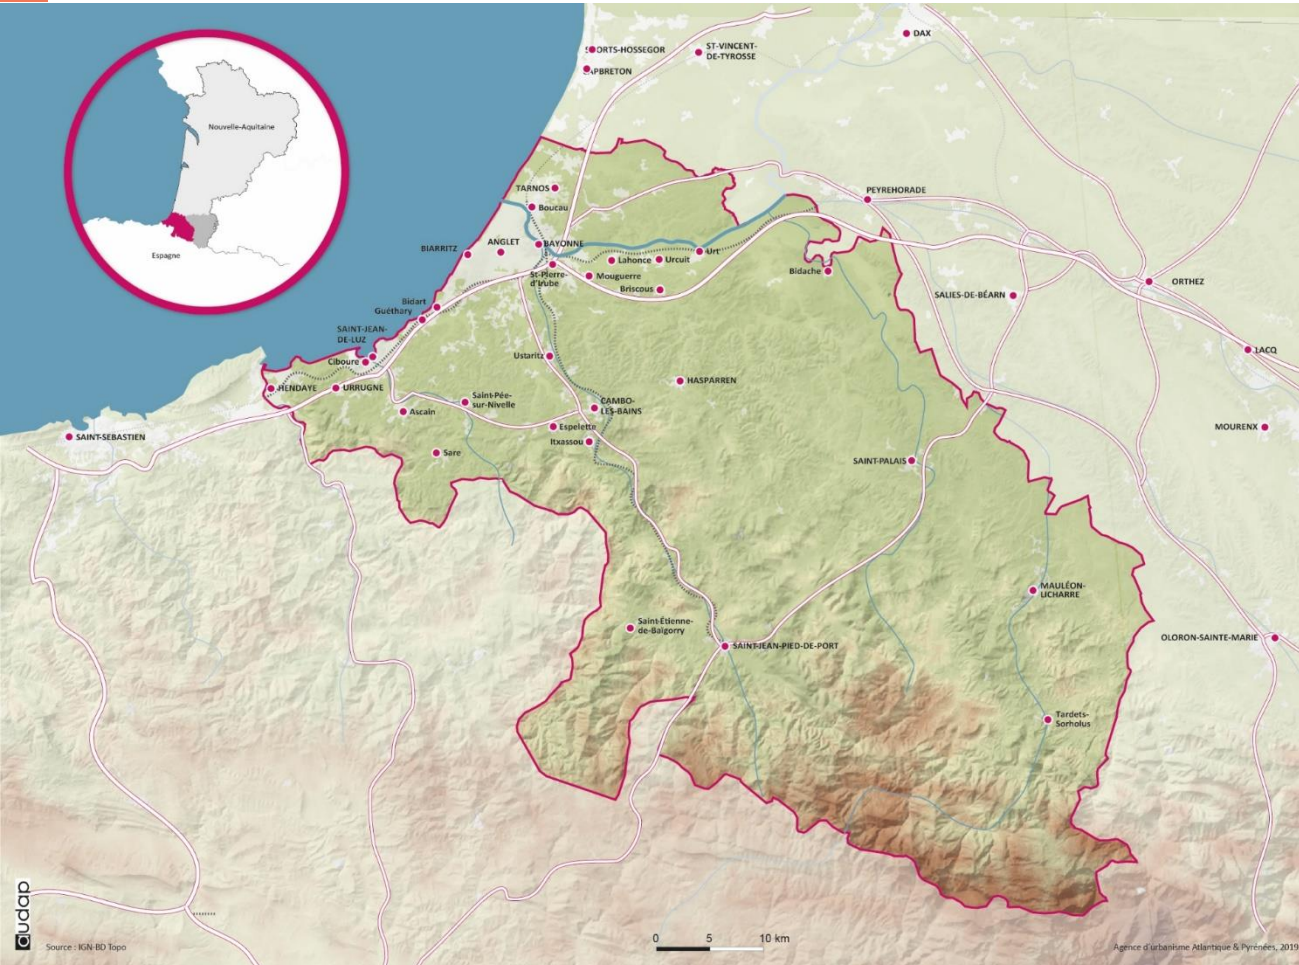 Nouvelle-Aquitaine
Espagne
DAX
ORTS-HOSSEGOR
ST-VINCENT-
DE-TYROSSE
APBRETON
TARNOS
Boucau
PEYREHORADE
BIARRITZ
ANGLET
BAYONNE
Urt
Lahonce
Urcuit
St-Pierre-
d'Irube
Mouguerre
Briscous
Bidache
SALIES-DE-BÉARN
ORTHEZ
Bidart
Guéthary
SAINT-JEAN-
DE-LUZ
Ciboure
Ustaritz
LACQ
HENDAYE
URRUGNE
HASPARREN
Saint-Pée-
sur-Nivelle
Ascain
CAMBO-
LES-BAINS
Espelette
Itxassou
MOURENX
SAINT-SEBASTIEN
Sare
SAINT-PALAIS
MAULÉON-
LICHARRE
Saint-Étienne-
de-Baïgorry
SAINT-JEAN-PIED-DE-PORT
OLORON-SAINTE-MARIE
Tardets-
Sorholus
audap
Source : IGN-BD Topo
0 5 10 km
Agence d'urbanisme Atlantique & Pyrénées, 2019